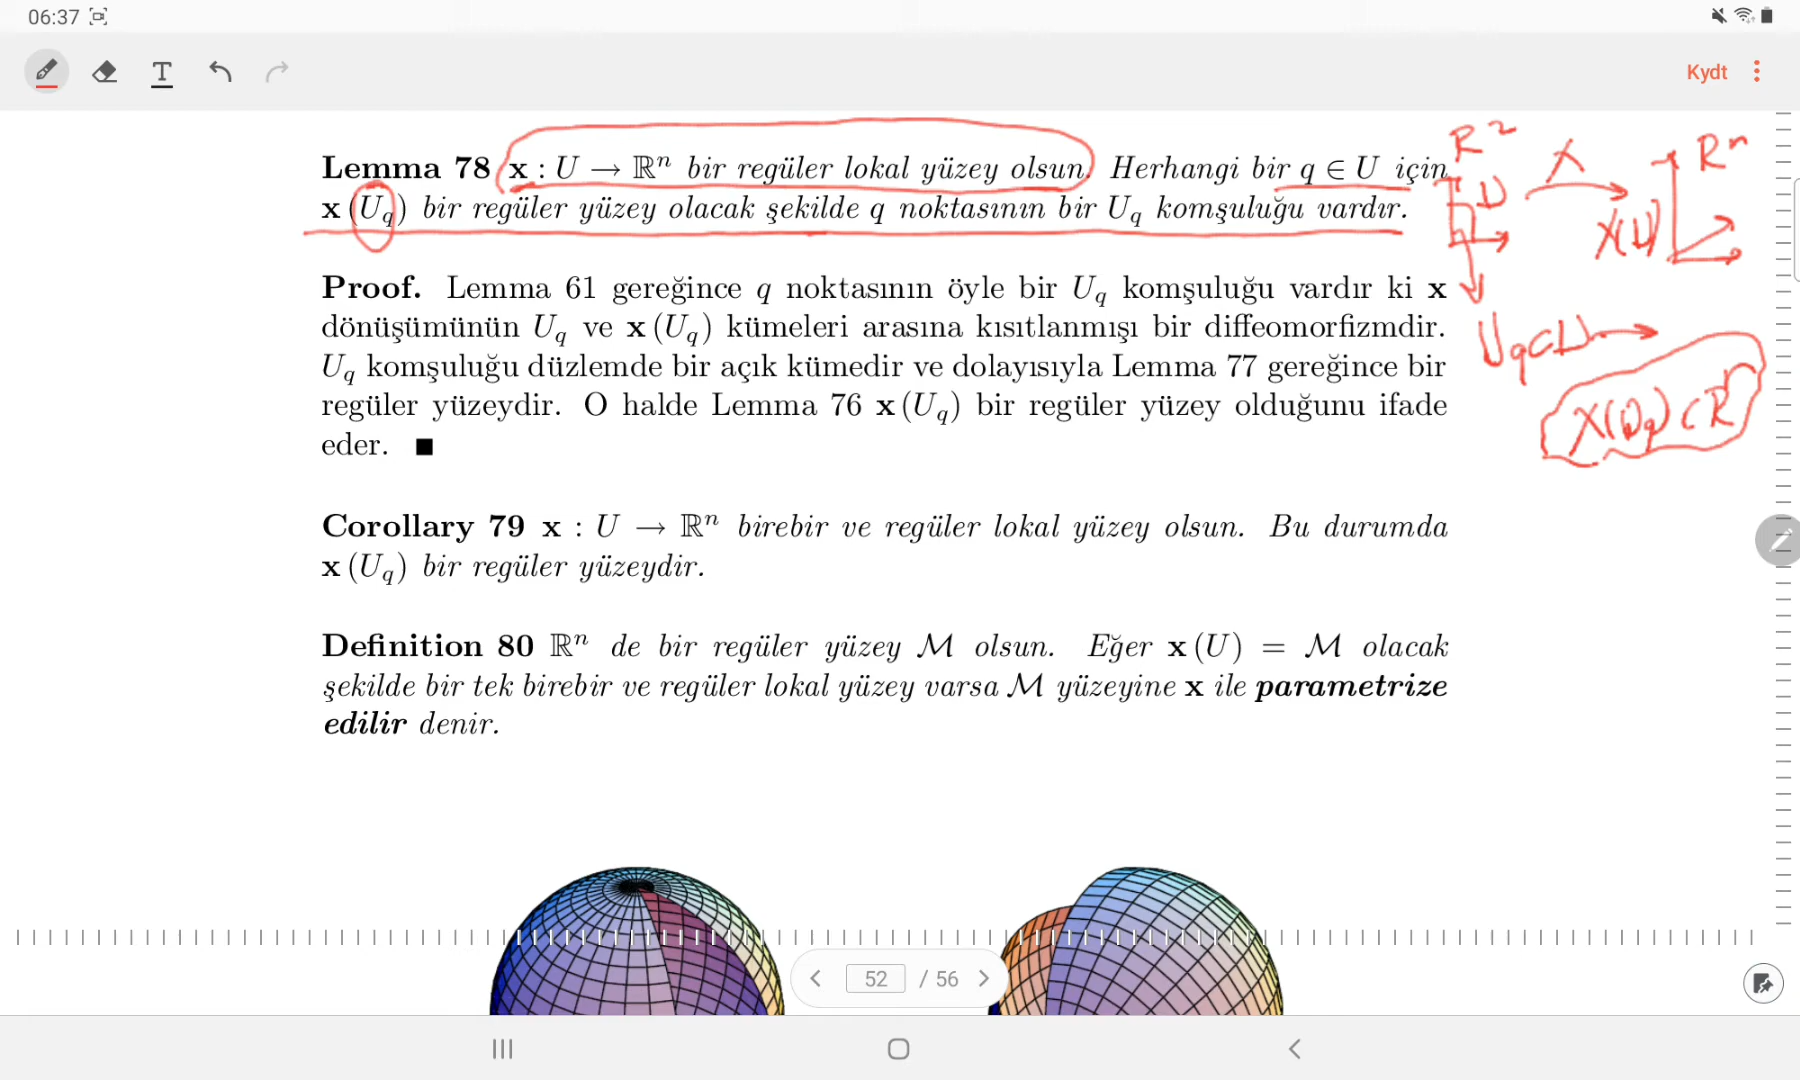 06:37
T
Kydt
Lemma 78 x : U → ℝⁿ bir regüler lokal yüzey olsun. Herhangi bir q ∈ U için
x (U_q) bir regüler yüzey olacak şekilde q noktasının bir U_q komşuluğu vardır.
R² X Rⁿ
U X(U)
Proof. Lemma 61 gereğince q noktasının öyle bir U_q komşuluğu vardır ki x
dönüşümünün U_q ve x (U_q) kümeleri arasına kısıtlanmışı bir diffeomorfizmdir.
U_q komşuluğu düzlemde bir açık kümedir ve dolayısıyla Lemma 77 gereğince bir
regüler yüzeydir. O halde Lemma 76 x (U_q) bir regüler yüzey olduğunu ifade
eder. ■
Uq⊂U
X(Uq)⊂Rⁿ
Corollary 79 x : U → ℝⁿ birebir ve regüler lokal yüzey olsun. Bu durumda
x (U_q) bir regüler yüzeydir.
Definition 80 ℝⁿ de bir regüler yüzey ℳ olsun. Eğer x (U) = ℳ olacak
şekilde bir tek birebir ve regüler lokal yüzey varsa ℳ yüzeyine x ile parametrize
edilir denir.
52 / 56